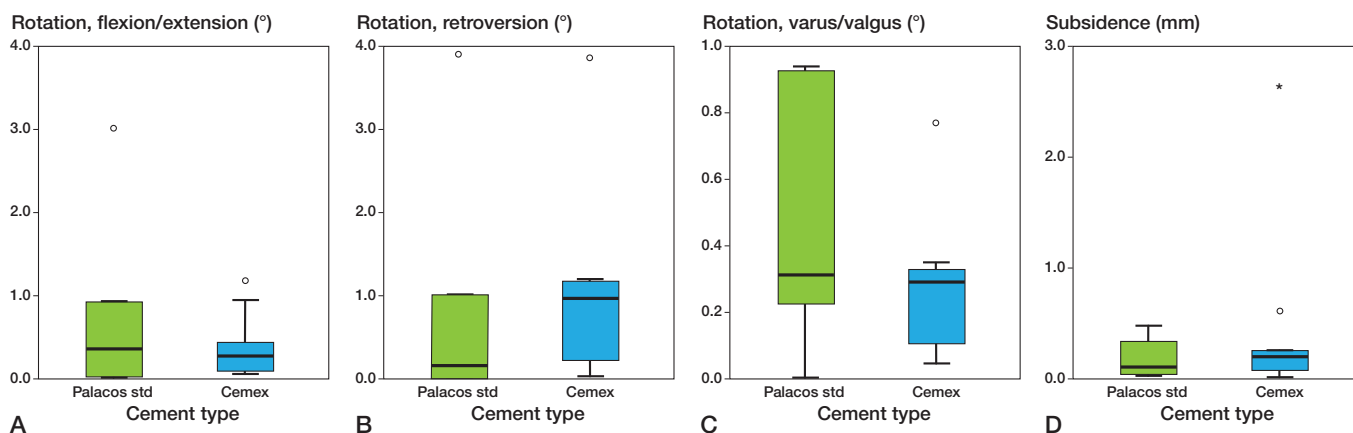 Rotation, flexion/extension (°)
4.0
3.0
2.0
1.0
0.0
Palacos std Cemex
Cement type
A
Rotation, retroversion (°)
4.0
3.0
2.0
1.0
0.0
Palacos std Cemex
Cement type
B
Rotation, varus/valgus (°)
1.0
0.8
0.6
0.4
0.2
0.0
Palacos std Cemex
Cement type
C
Subsidence (mm)
3.0
2.0
1.0
0.0
Palacos std Cemex
Cement type
D